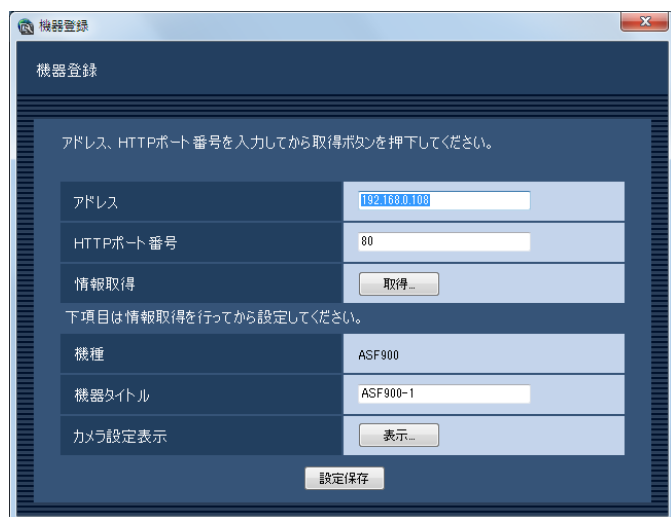 機器登録
機器登録
アドレス、HTTPポート番号を入力してから取得ボタンを押下してください。
アドレス 192.168.0.108
HTTPポート番号 80
情報取得 取得...
下項目は情報取得を行ってから設定してください。
機種 ASF900
機器タイトル ASF900-1
カメラ設定表示 表示...
設定保存